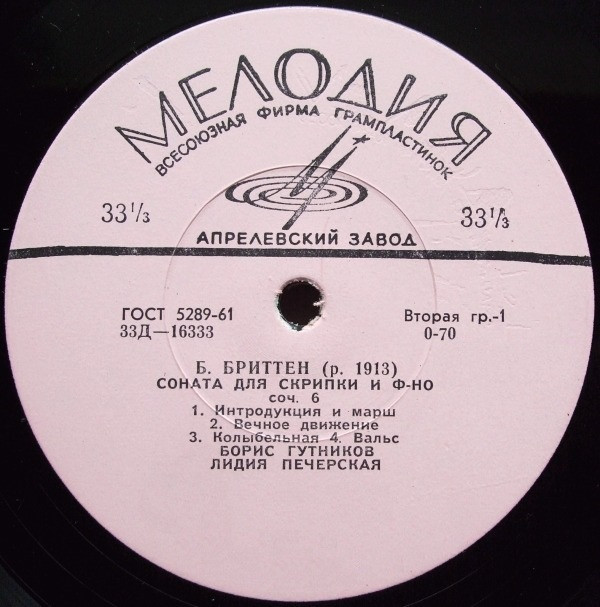 МЕЛОДИЯ
ВСЕСОЮЗНАЯ ФИРМА ГРАМПЛАСТИНОК
33⅓ 33⅓
АПРЕЛЕВСКИЙ ЗАВОД
ГОСТ 5289-61 Вторая гр.-1
33Д—16333 0-70
Б. БРИТТЕН (р. 1913)
СОНАТА ДЛЯ СКРИПКИ И Ф-НО
соч. 6
1. Интродукция и марш
2. Вечное движение
3. Колыбельная 4. Вальс
БОРИС ГУТНИКОВ
ЛИДИЯ ПЕЧЕРСКАЯ